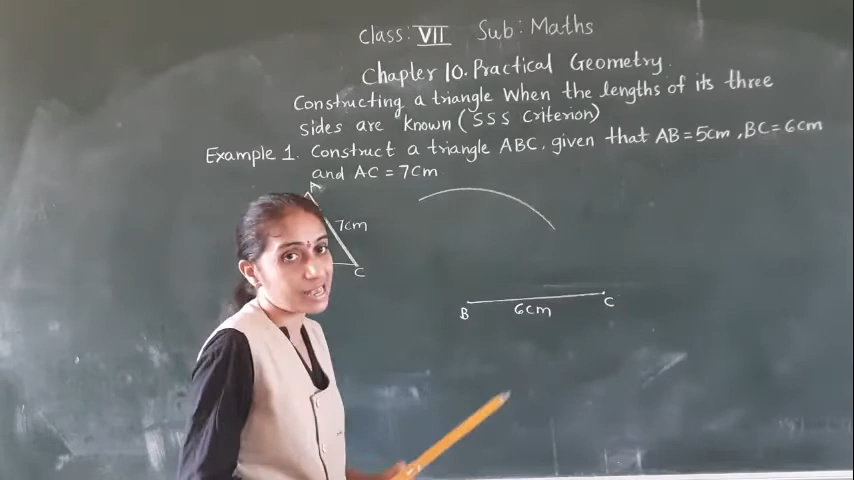 Class: VII Sub: Maths
Chapter 10. Practical Geometry.
Constructing a triangle When the lengths of its three
sides are known (SSS Criterion)
Example 1. Construct a triangle ABC, given that AB=5cm, BC=6cm
and AC = 7cm
A
7cm
C
B 6cm C